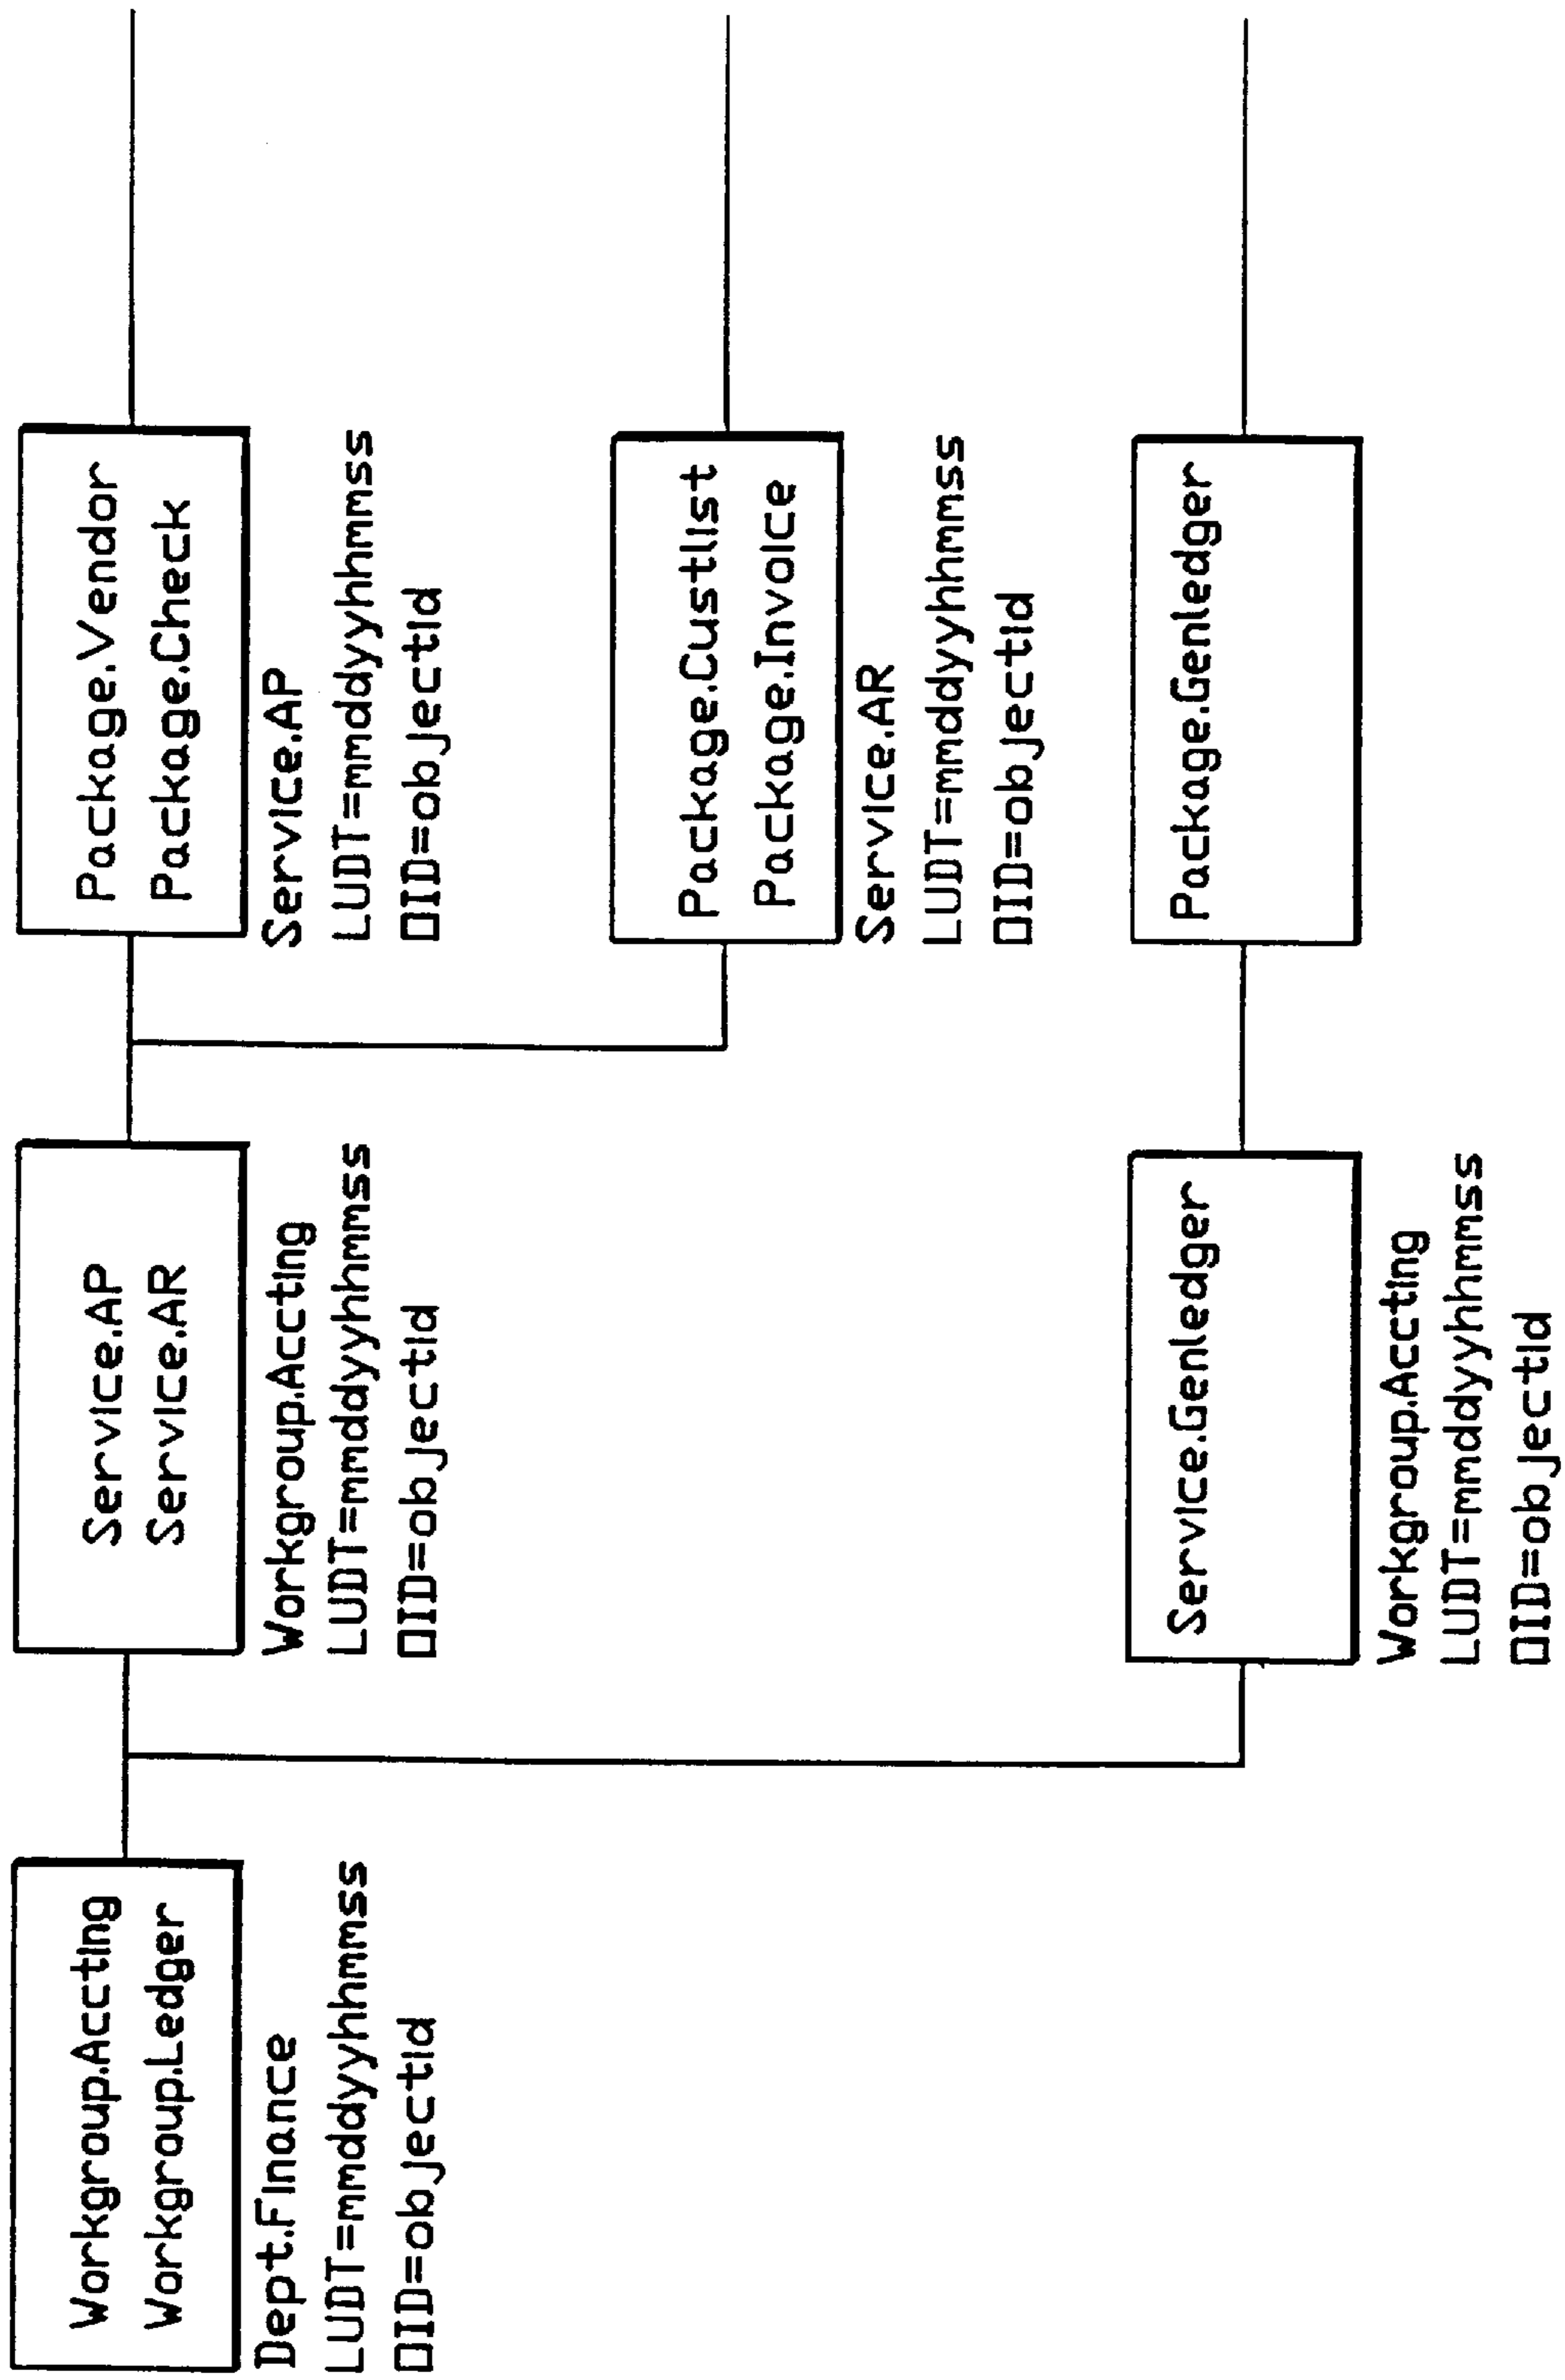 Workgroup.Accting
Workgroup.Ledger
Dept.Finance
LUDT=mmddyyhhmmss
OID=objectid
Service.AP
Service.AR
Workgroup.Accting
LUDT=mmddyyhhmmss
OID=objectid
Package.Vendor
Package.Check
Service.AP
LUDT=mmddyyhhmmss
OID=objectid
Package.Custlist
Package.Invoice
Service.AR
LUDT=mmddyyhhmmss
OID=objectid
Service.Genledger
Workgroup.Accting
LUDT=mmddyyhhmmss
OID=objectid
Package.Genledger